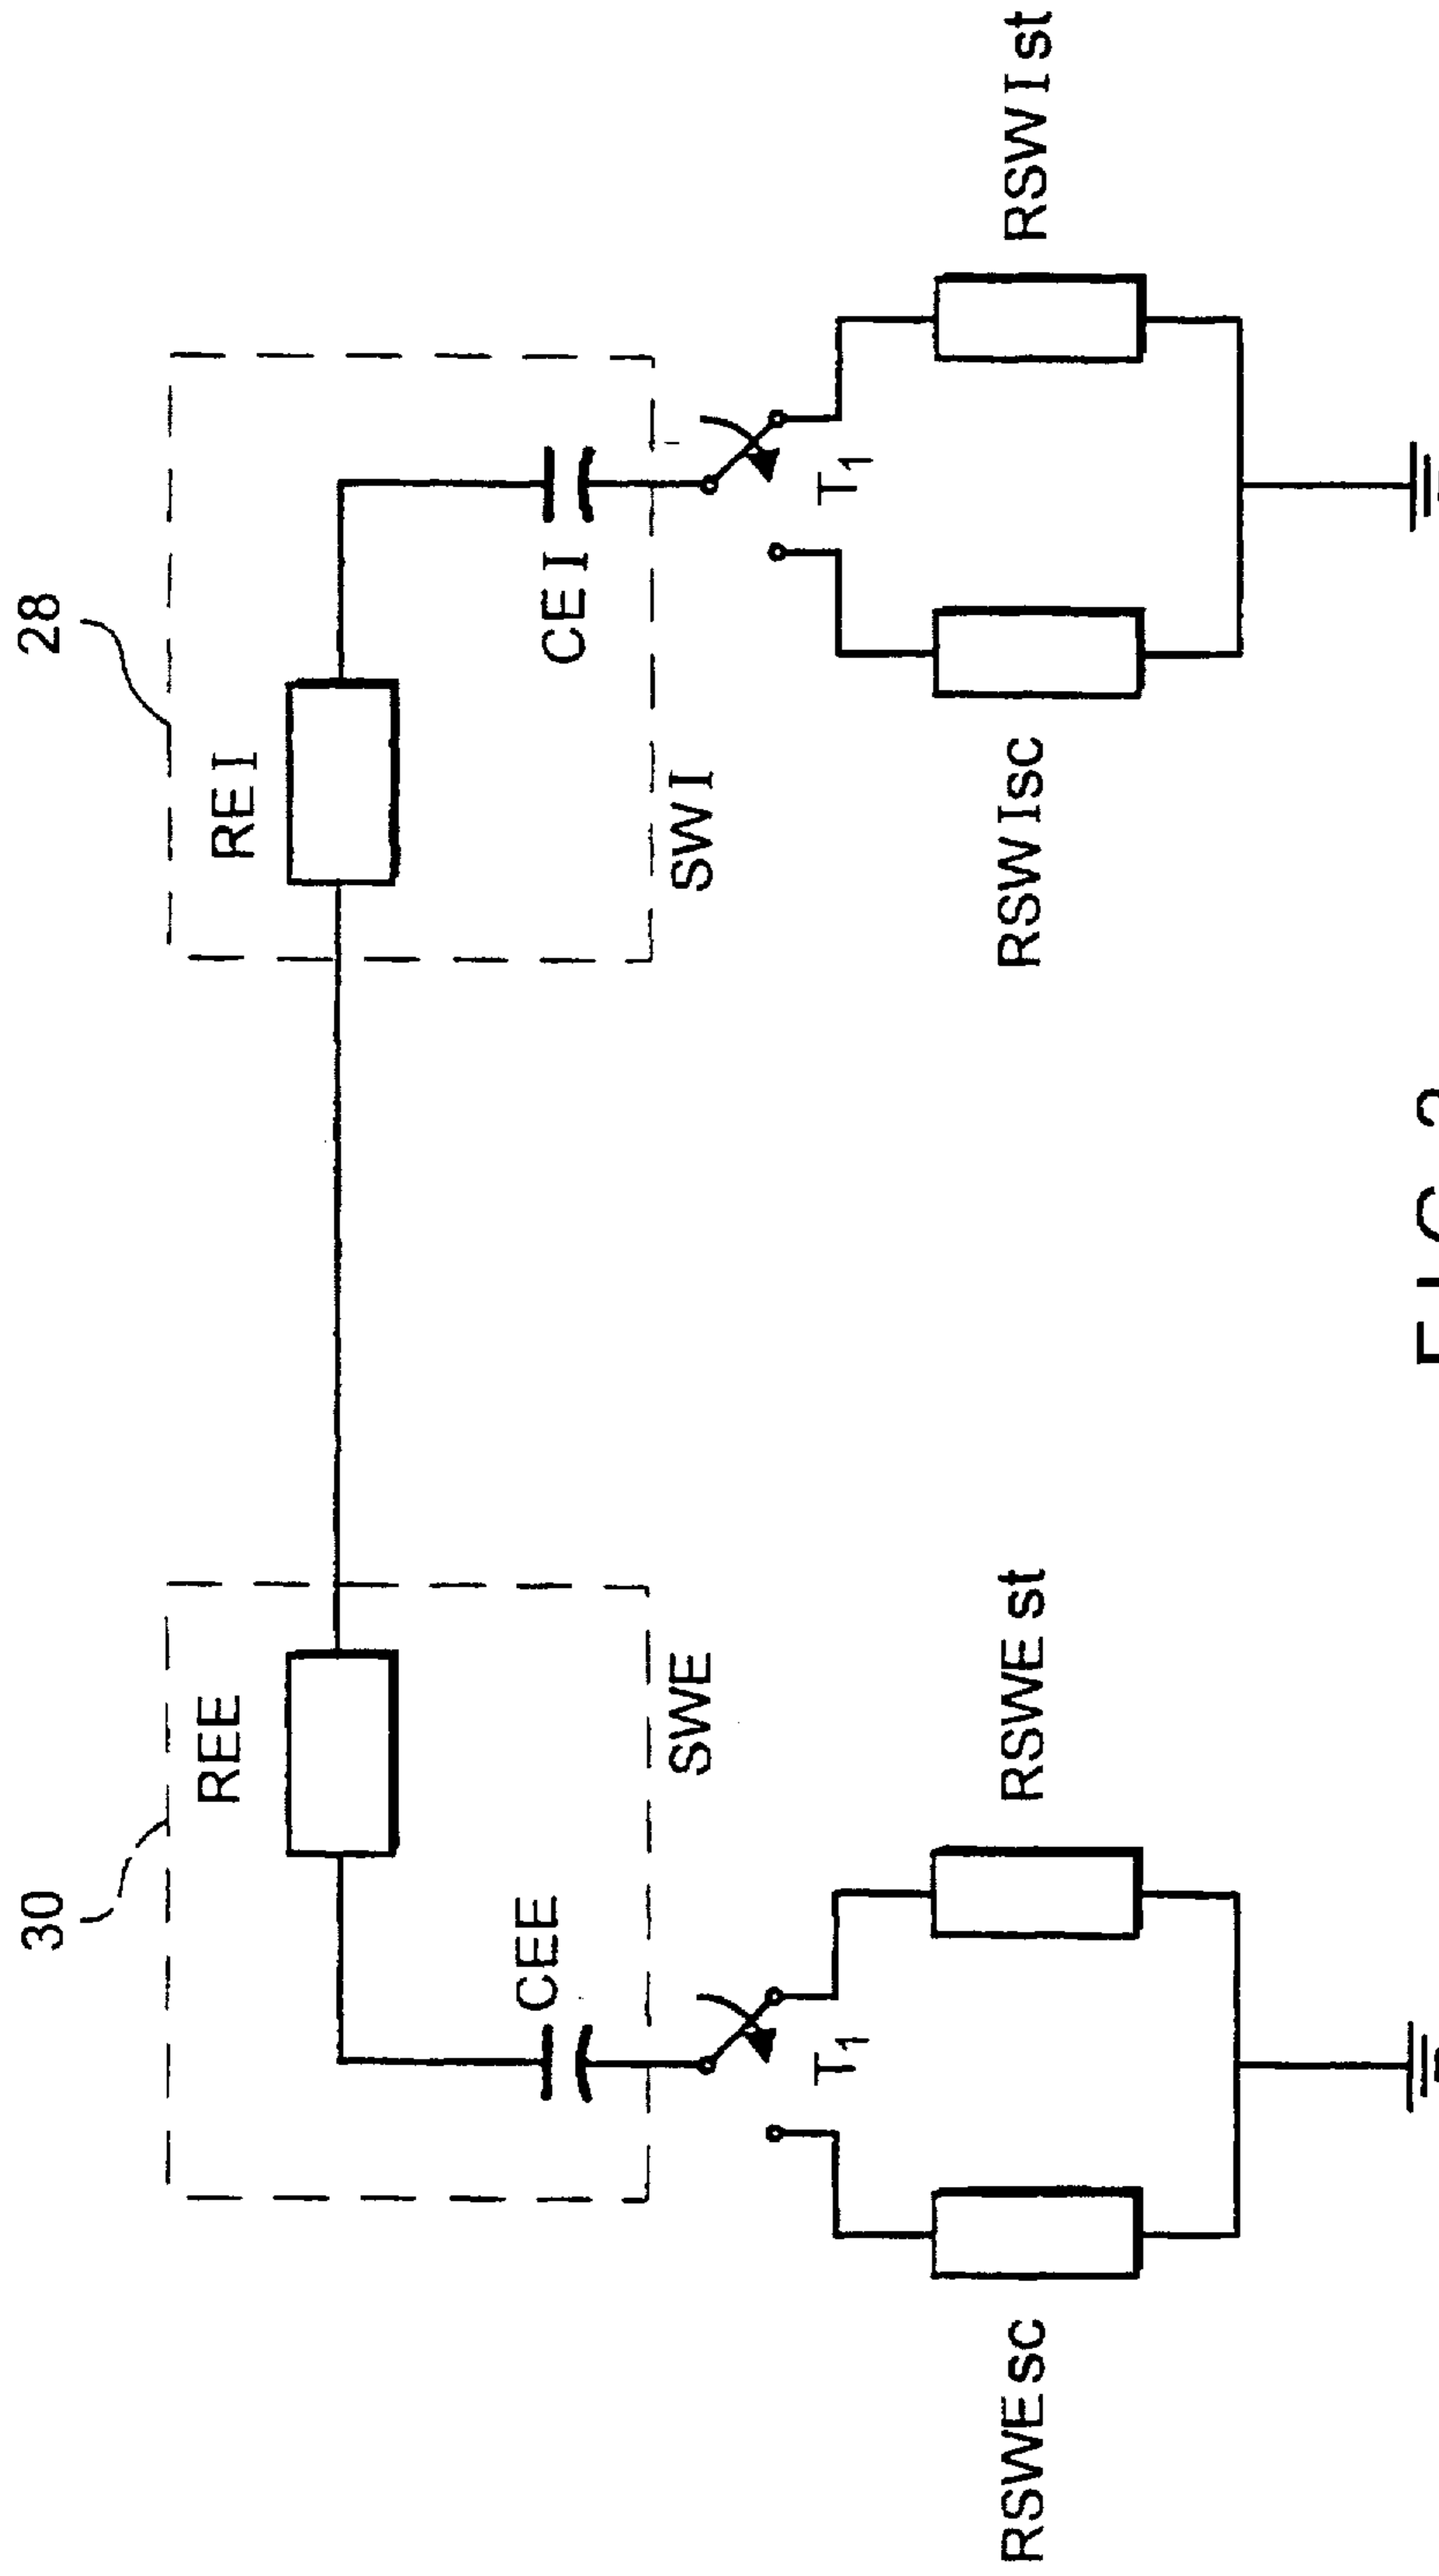 30
28
REE
REI
CEE
CEI
SWE
SWI
T1
T1
RSWEsc
RSWEst
RSWIsc
RSWIst